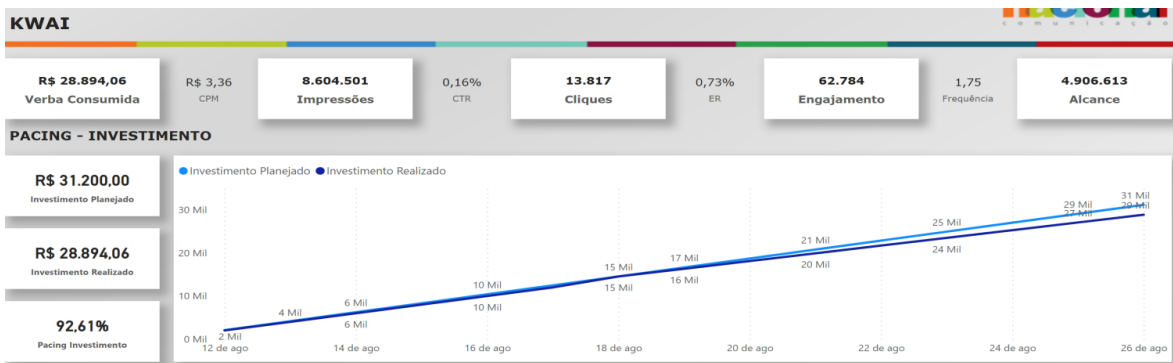 KWAI
comunicação
R$ 28.894,06
Verba Consumida
R$ 3,36
CPM
8.604.501
Impressões
0,16%
CTR
13.817
Cliques
0,73%
ER
62.784
Engajamento
1,75
Frequência
4.906.613
Alcance
PACING - INVESTIMENTO
R$ 31.200,00
Investimento Planejado
R$ 28.894,06
Investimento Realizado
92,61%
Pacing Investimento
Investimento Planejado Investimento Realizado
30 Mil
20 Mil
10 Mil
0 Mil
2 Mil
4 Mil
6 Mil
6 Mil
10 Mil
10 Mil
15 Mil
15 Mil
17 Mil
16 Mil
21 Mil
20 Mil
25 Mil
24 Mil
29 Mil
27 Mil
31 Mil
29 Mil
12 de ago
14 de ago
16 de ago
18 de ago
20 de ago
22 de ago
24 de ago
26 de ago